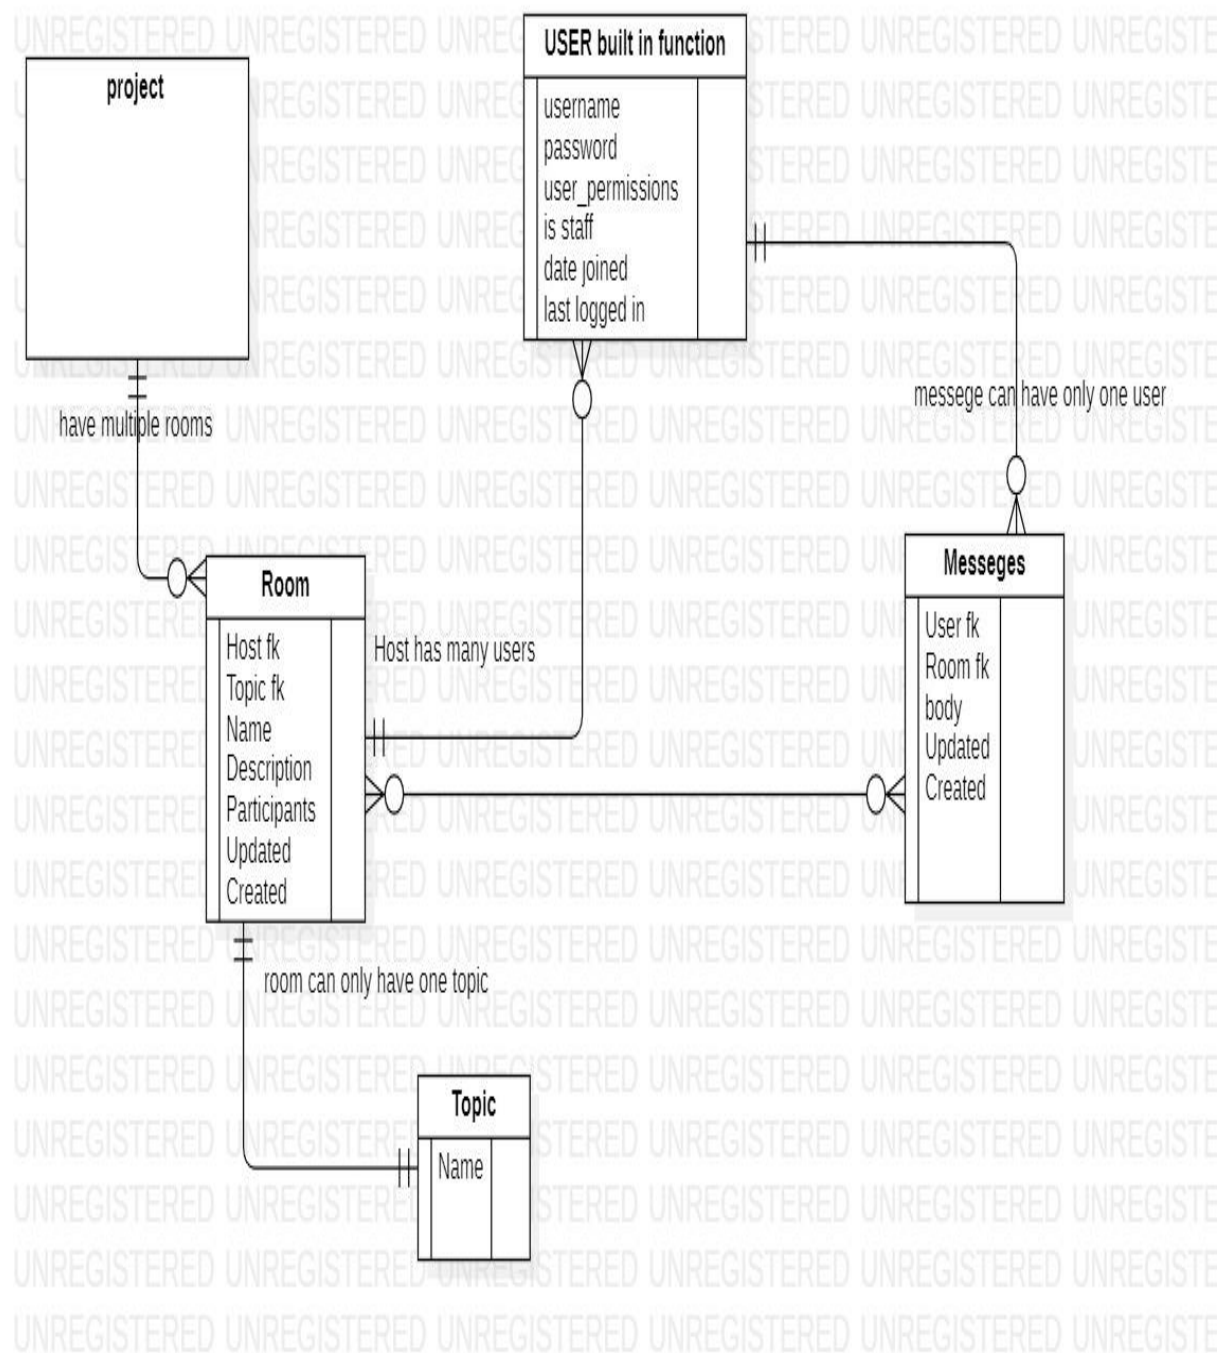 project
have multiple rooms
USER built in function
username
password
user_permissions
is staff
date joined
last logged in
messege can have only one user
Room
Host fk
Topic fk
Name
Description
Participants
Updated
Created
Host has many users
Messeges
User fk
Room fk
body
Updated
Created
room can only have one topic
Topic
Name
UNREGISTERED